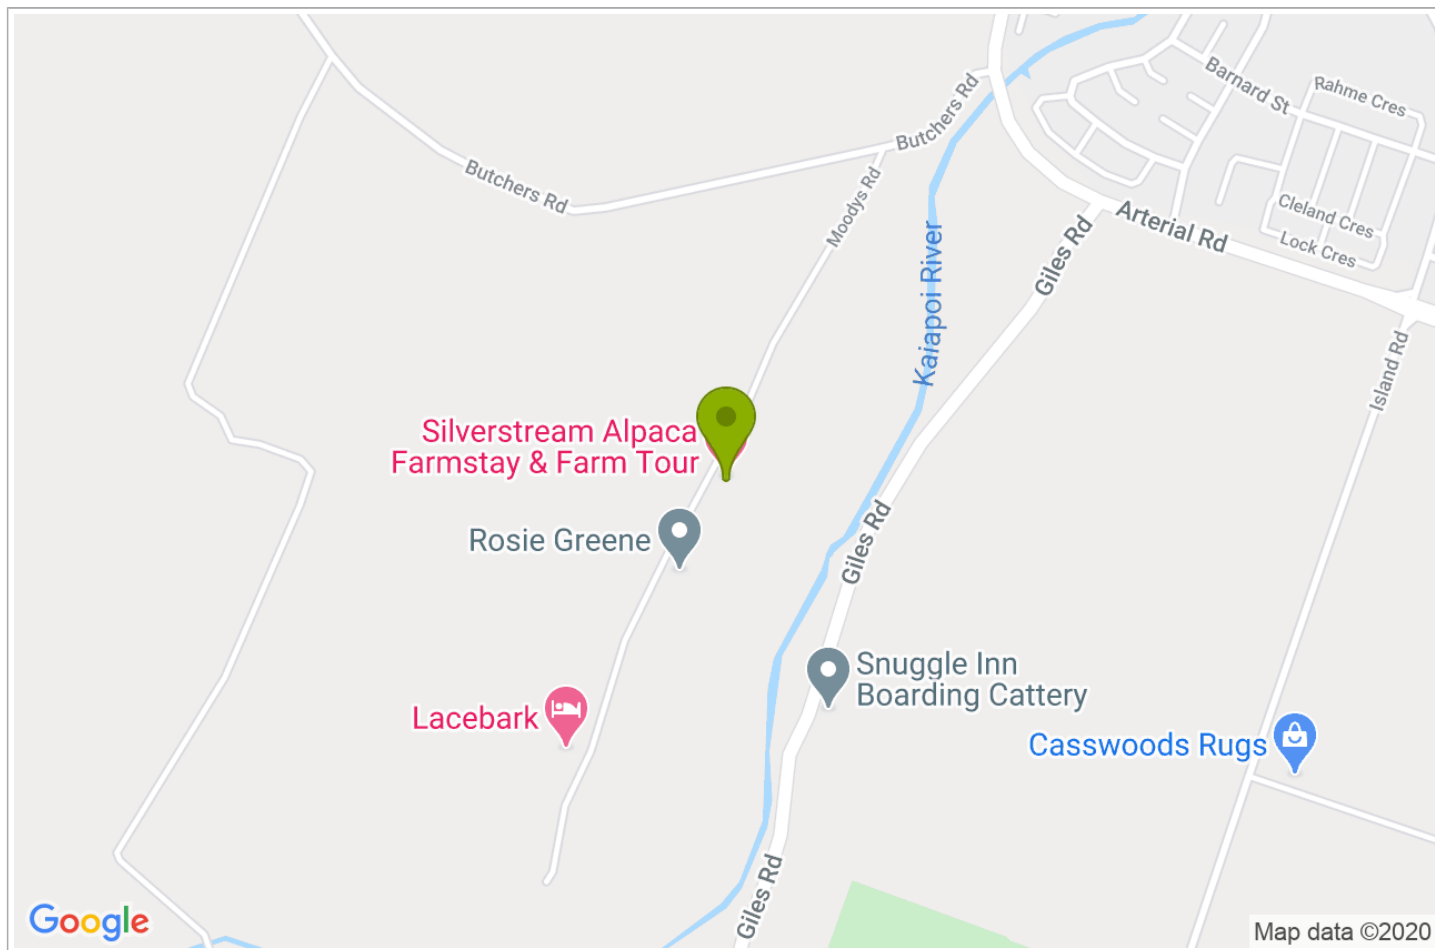 Barnard St
Rahme Cres
Butchers Rd
Butchers Rd
Moodys Rd
Cleland Cres
Arterial Rd
Lock Cres
Giles Rd
Kaiapoi River
Island Rd
Silverstream Alpaca
Farmstay & Farm Tour
Rosie Greene
Giles Rd
Snuggle Inn
Boarding Cattery
Lacebark
Casswoods Rugs
Giles Rd
Google
Map data ©2020